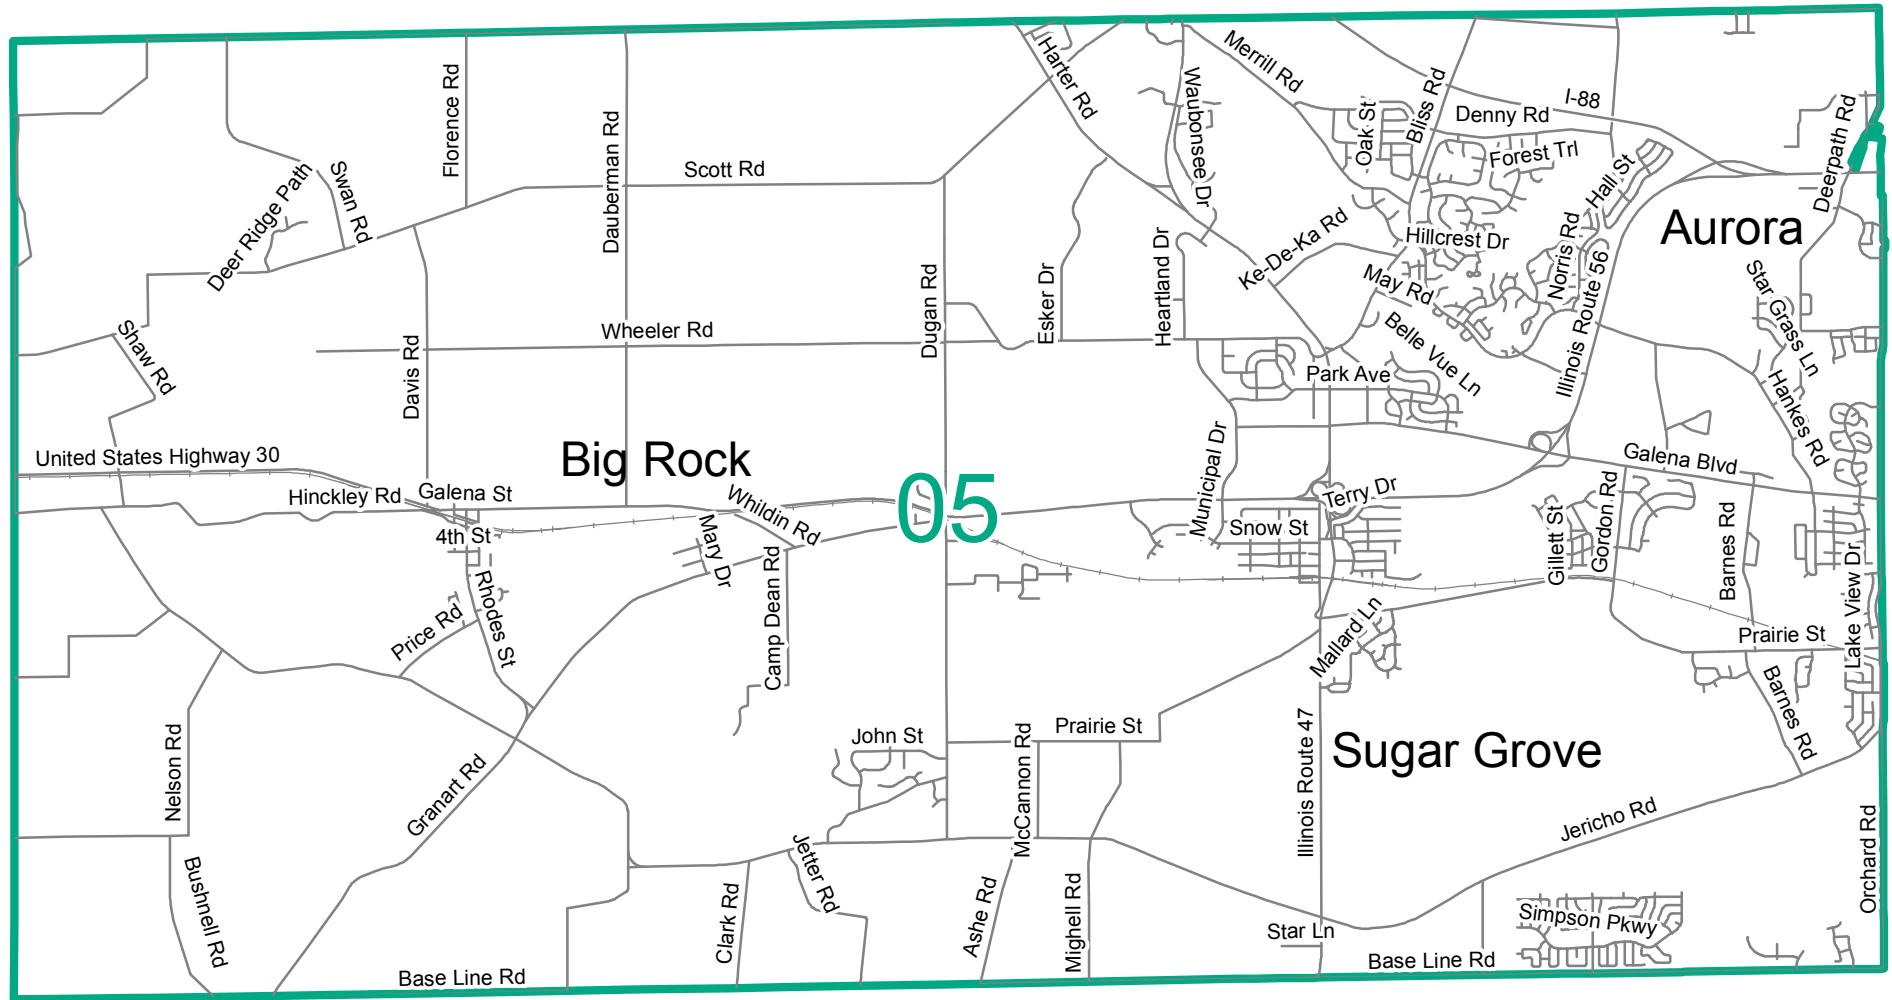 Harter Rd
Merrill Rd
Florence Rd
Waubonsee Dr
Bliss Rd
I-88
Oak St
Denny Rd
Deerpath Rd
Dauberman Rd
Scott Rd
Forest Trl
Swan Rd
Hall St
Deer Ridge Path
Aurora
Ke-De-Ka Rd
Hillcrest Dr
Norris Rd
Heartland Dr
May Rd
Illinois Route 56
Dugan Rd
Esker Dr
Star Grass Ln
Shaw Rd
Wheeler Rd
Belle Vue Ln
Davis Rd
Park Ave
Hankes Rd
United States Highway 30
Big Rock
Municipal Dr
Galena Blvd
Hinckley Rd
Galena St
Whildin Rd
05
Terry Dr
Gordon Rd
4th St
Mary Dr
Snow St
Gillett St
Barnes Rd
Camp Dean Rd
Rhodes St
Price Rd
Mallard Ln
Prairie St
Lake View Dr
Nelson Rd
John St
McCannon Rd
Prairie St
Illinois Route 47
Sugar Grove
Barnes Rd
Granart Rd
Jericho Rd
Orchard Rd
Bushnell Rd
Jetter Rd
Clark Rd
Ashe Rd
Mighell Rd
Star Ln
Simpson Pkwy
Base Line Rd
Base Line Rd